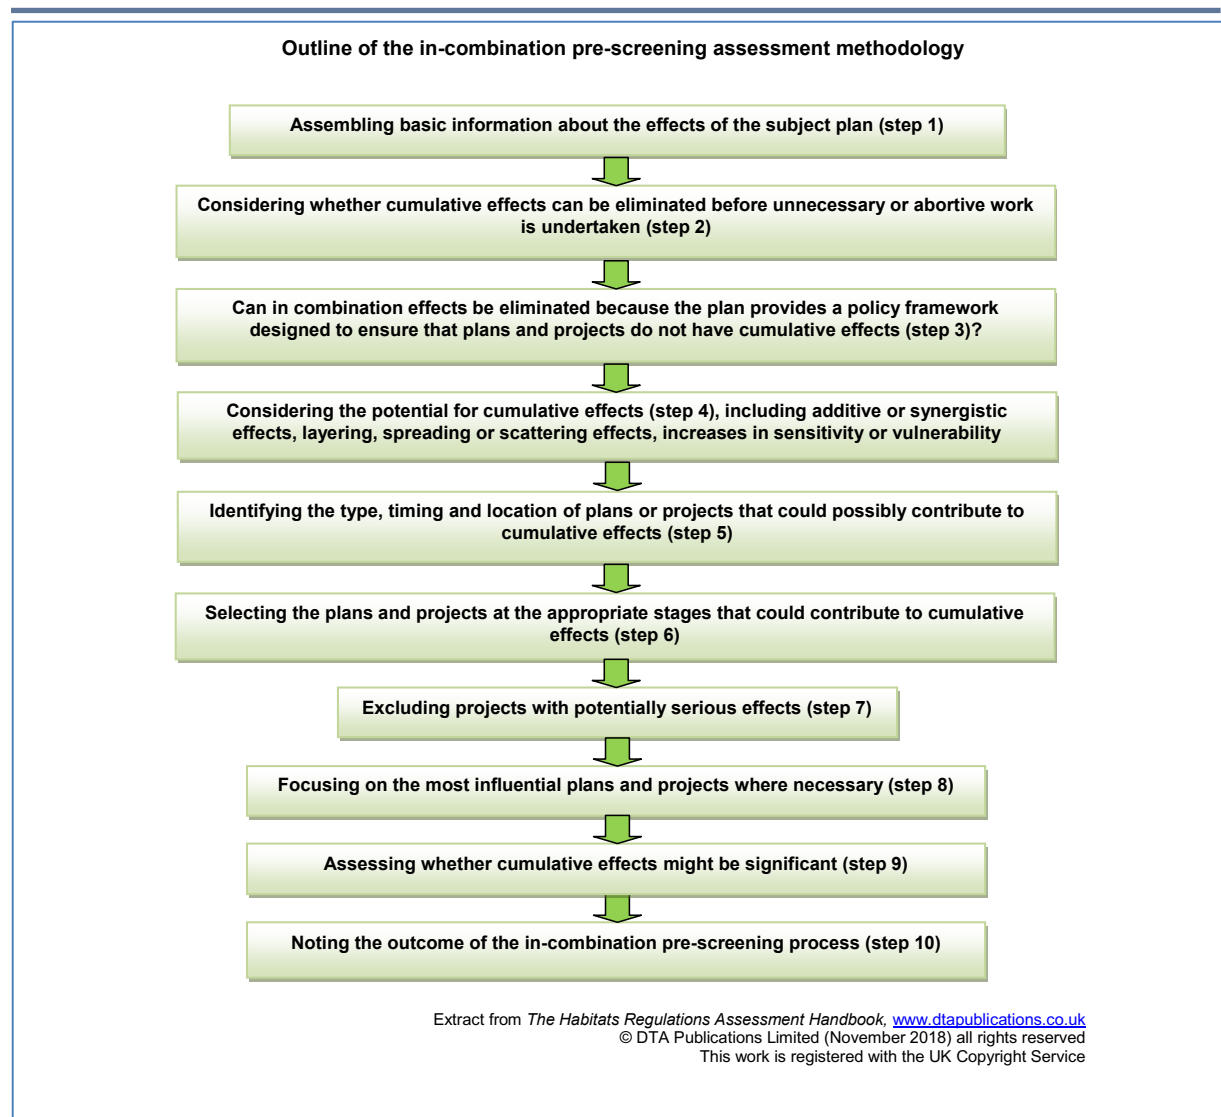 Outline of the in-combination pre-screening assessment methodology
Assembling basic information about the effects of the subject plan (step 1)
Considering whether cumulative effects can be eliminated before unnecessary or abortive work
is undertaken (step 2)
Can in combination effects be eliminated because the plan provides a policy framework
designed to ensure that plans and projects do not have cumulative effects (step 3)?
Considering the potential for cumulative effects (step 4), including additive or synergistic
effects, layering, spreading or scattering effects, increases in sensitivity or vulnerability
Identifying the type, timing and location of plans or projects that could possibly contribute to
cumulative effects (step 5)
Selecting the plans and projects at the appropriate stages that could contribute to cumulative
effects (step 6)
Excluding projects with potentially serious effects (step 7)
Focusing on the most influential plans and projects where necessary (step 8)
Assessing whether cumulative effects might be significant (step 9)
Noting the outcome of the in-combination pre-screening process (step 10)
Extract from The Habitats Regulations Assessment Handbook, www.dtapublications.co.uk
© DTA Publications Limited (November 2018) all rights reserved
This work is registered with the UK Copyright Service